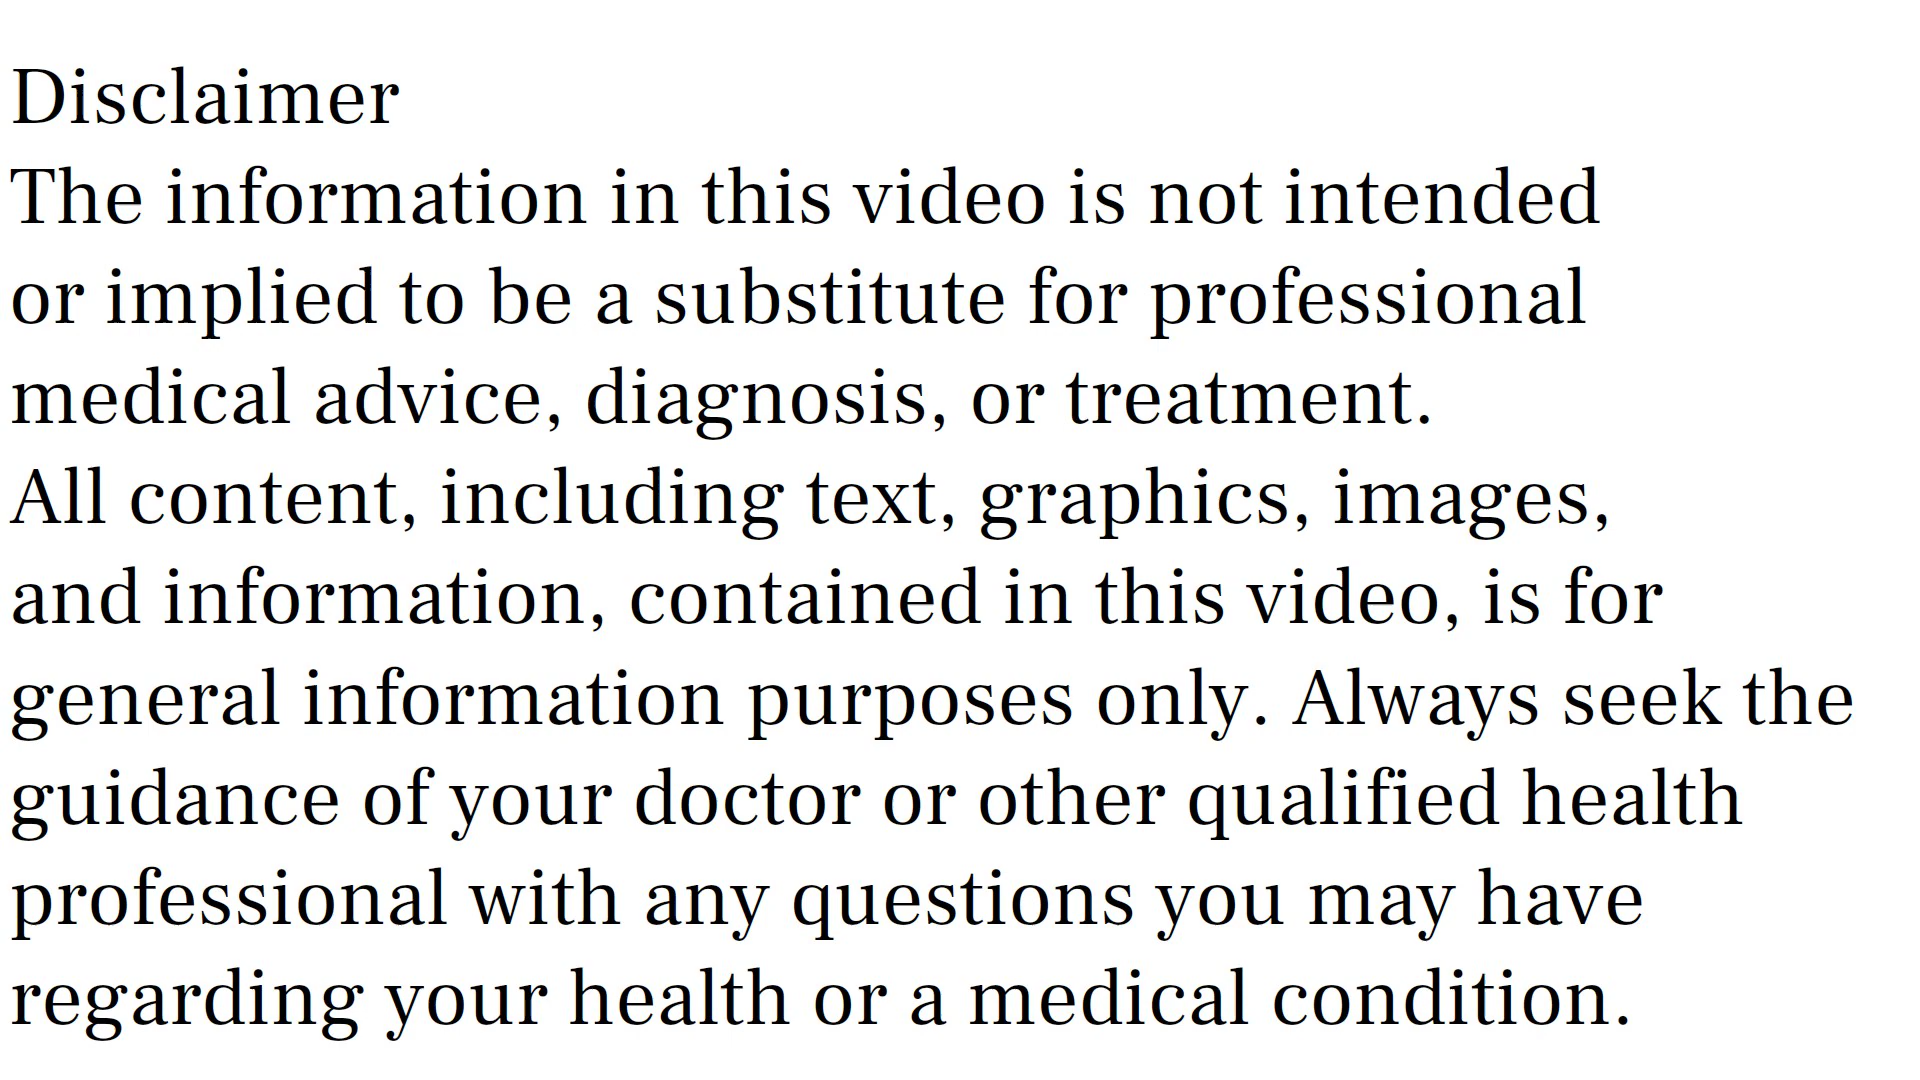 Disclaimer
The information in this video is not intended
or implied to be a substitute for professional
medical advice, diagnosis, or treatment.
All content, including text, graphics, images,
and information, contained in this video, is for
general information purposes only. Always seek the
guidance of your doctor or other qualified health
professional with any questions you may have
regarding your health or a medical condition.